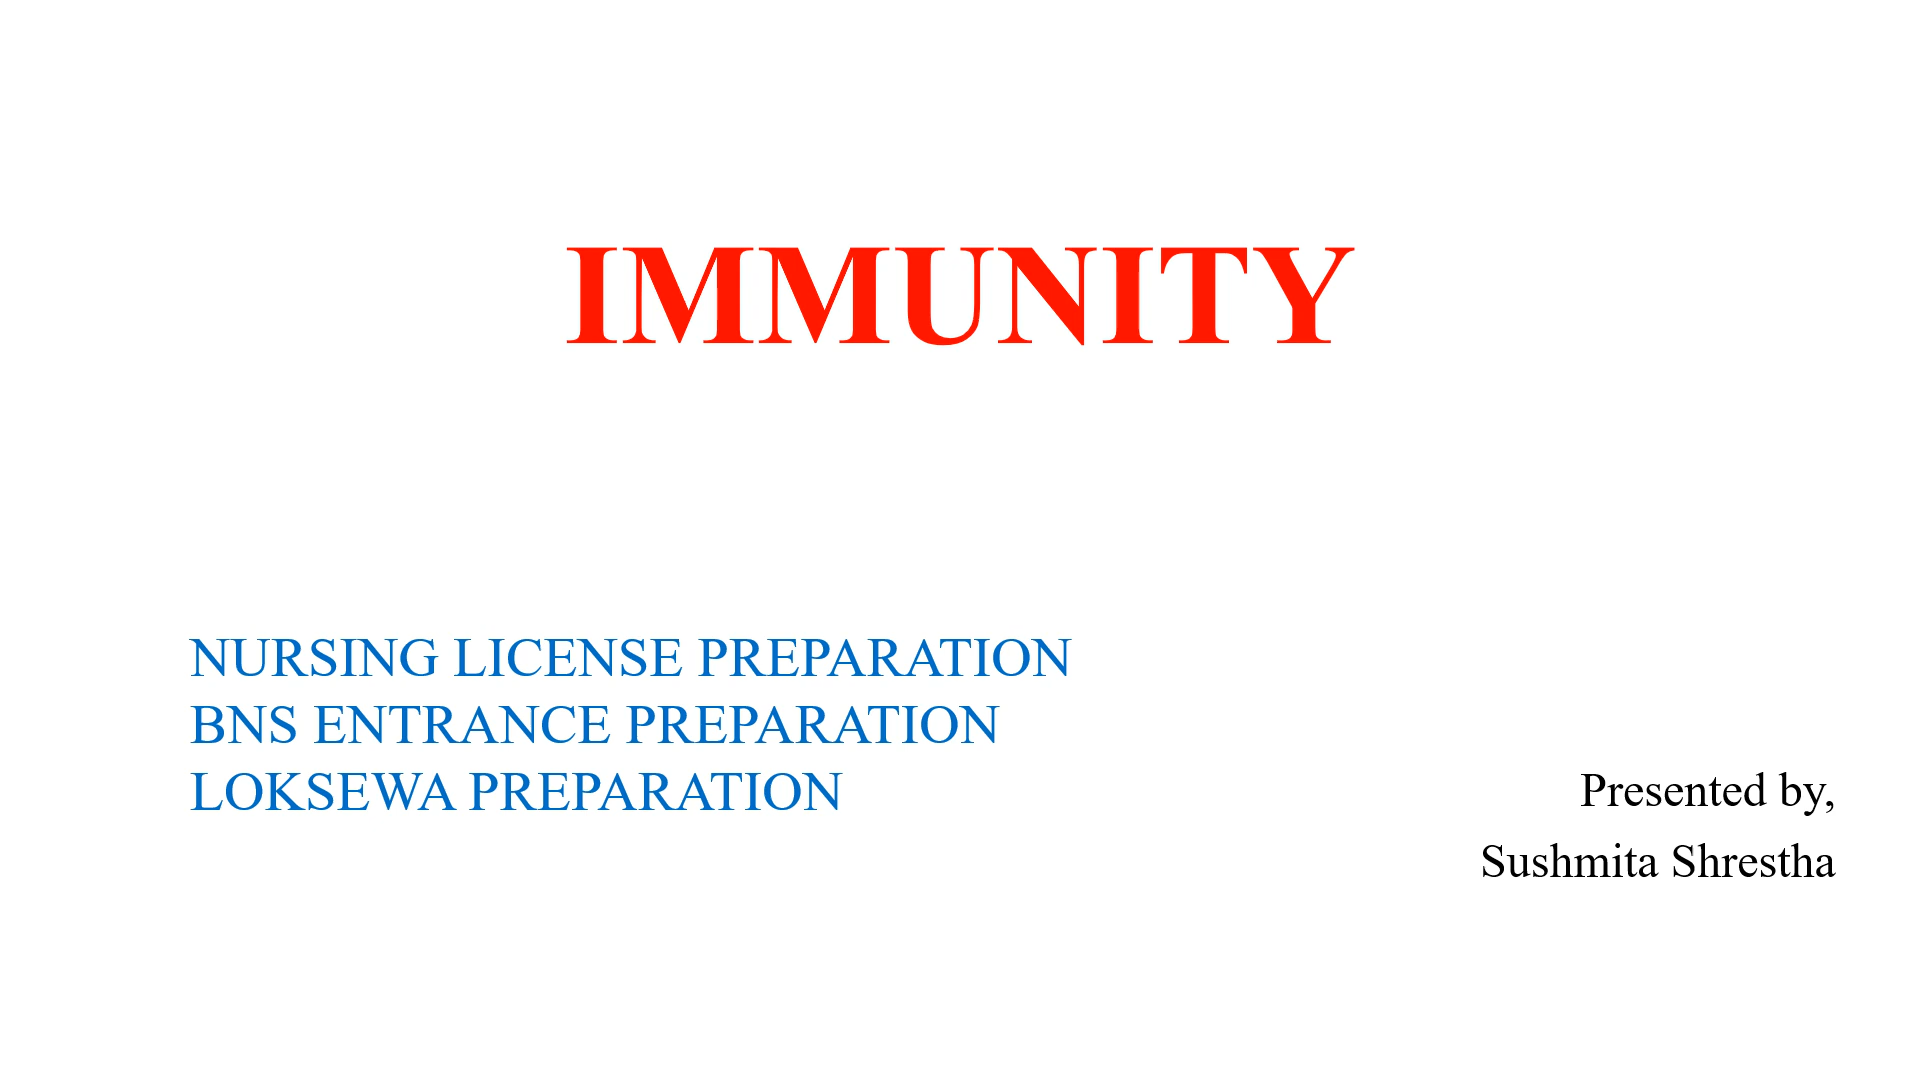 IMMUNITY
NURSING LICENSE PREPARATION
BNS ENTRANCE PREPARATION
LOKSEWA PREPARATION
Presented by,
Sushmita Shrestha